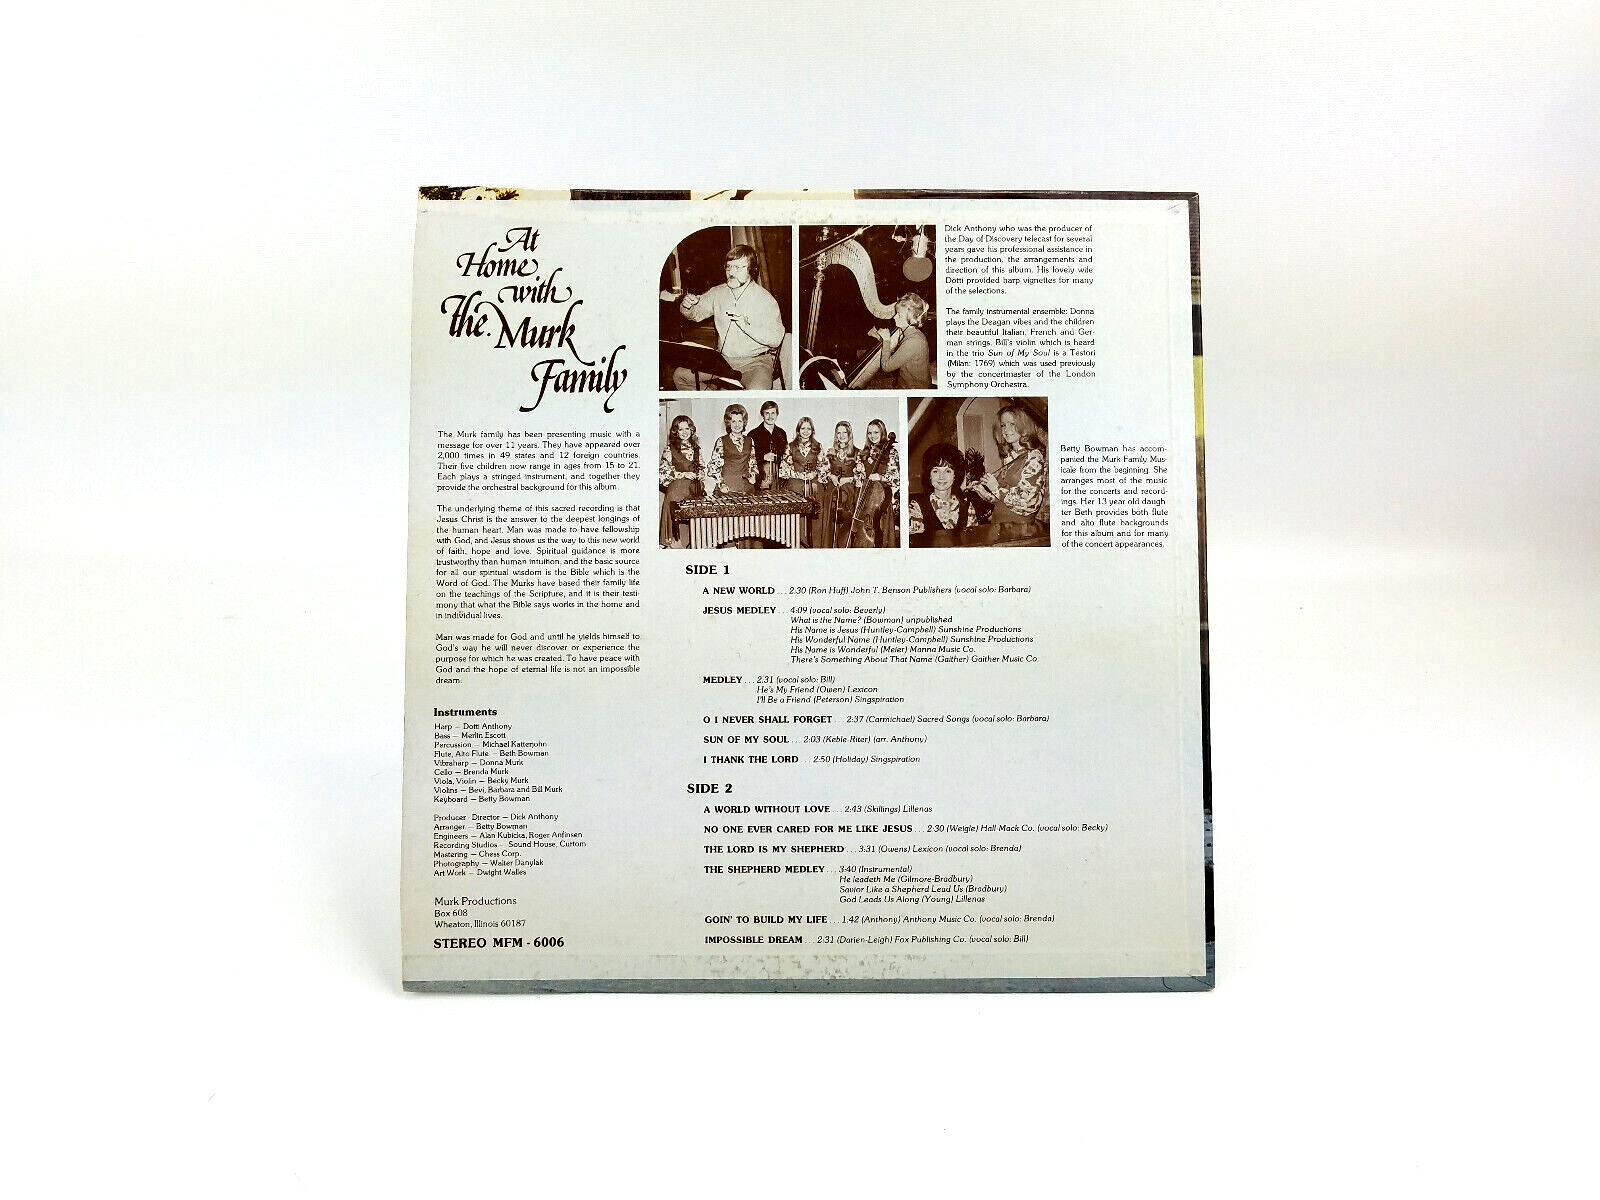 At
Home
with
The Murk
Family
The Murk family has been presenting music with a
message for over 11 years. They have appeared over
2,000 times in 49 states and 12 foreign countries.
Their five children now range in ages from 15 to 21.
Each plays a stringed instrument, and together they
provide the orchestral background for this album.
The underlying theme of this sacred recording is that
Jesus Christ is the answer to the deepest longings of
the human heart. Man was made to have fellowship
with God, and Jesus shows us the way to this new world
of faith, hope and love. Spiritual guidance is more
trustworthy than human intuition, and the basic source
for all our spiritual wisdom is the Bible which is the
Word of God. The Murks have based their family life
on the teachings of the Scripture, and it is their testi-
mony that what the Bible says works in the home and
in individual lives.
Man was made for God and until he yields himself to
God's way he will never discover or experience the
purpose for which he was created. To have peace with
God and the hope of eternal life is not an impossible
dream.
Instruments
Harp — Dotti Anthony
Bass — Merlin Escott
Percussion — Michael Katterjohn
Flute, Alto Flute — Beth Bowman
Vibraharp — Donna Murk
Cello — Brenda Murk
Viola, Violin — Becky Murk
Violins — Bevi, Barbara and Bill Murk
Keyboard — Betty Bowman
Producer Director — Dick Anthony
Arranger — Betty Bowman
Engineers — Alan Kubicka, Roger Anfinsen
Recording Studios — Sound House, Curtom
Mastering — Chess Corp.
Photography — Walter Danylak
Art Work — Dwight Walles
Murk Productions
Box 608
Wheaton, Illinois 60187
STEREO MFM - 6006
Dick Anthony who was the producer of
the Day of Discovery telecast for several
years gave his professional assistance in
the production, the arrangements and
direction of this album. His lovely wife
Dotti provided harp vignettes for many
of the selections.
The family instrumental ensemble: Donna
plays the Deagan vibes and the children
their beautiful Italian, French and Ger-
man strings. Bill's violin which is heard
in the trio Sun of My Soul is a Testori
(Milan: 1769) which was used previously
by the concertmaster of the London
Symphony Orchestra.
Betty Bowman has accom-
panied the Murk Family Mus-
icale from the beginning. She
arranges most of the music
for the concerts and record-
ings. Her 13 year old daugh-
ter Beth provides both flute
and alto flute backgrounds
for this album and for many
of the concert appearances.
SIDE 1
A NEW WORLD ... 2:30 (Ron Huff) John T. Benson Publishers (vocal solo: Barbara)
JESUS MEDLEY ... 4:09 (vocal solo: Beverly)
What is the Name? (Bowman) unpublished
His Name is Jesus (Huntley-Campbell) Sunshine Productions
His Wonderful Name (Huntley-Campbell) Sunshine Productions
His Name is Wonderful (Meier) Manna Music Co.
There's Something About That Name (Gaither) Gaither Music Co.
MEDLEY ... 2:31 (vocal solo: Bill)
He's My Friend (Owen) Lexicon
I'll Be a Friend (Peterson) Singspiration
O I NEVER SHALL FORGET ... 2:37 (Carmichael) Sacred Songs (vocal solo: Barbara)
SUN OF MY SOUL ... 2:03 (Keble-Riter) (arr. Anthony)
I THANK THE LORD ... 2:50 (Holiday) Singspiration
SIDE 2
A WORLD WITHOUT LOVE ... 2:43 (Skillings) Lillenas
NO ONE EVER CARED FOR ME LIKE JESUS ... 2:30 (Weigle) Hall-Mack Co. (vocal solo: Becky)
THE LORD IS MY SHEPHERD ... 3:31 (Owens) Lexicon (vocal solo: Brenda)
THE SHEPHERD MEDLEY ... 3:40 (Instrumental)
He leadeth Me (Gilmore-Bradbury)
Savior Like a Shepherd Lead Us (Bradbury)
God Leads Us Along (Young) Lillenas
GOIN' TO BUILD MY LIFE ... 1:42 (Anthony) Anthony Music Co. (vocal solo: Brenda)
IMPOSSIBLE DREAM ... 2:31 (Darien-Leigh) Fox Publishing Co. (vocal solo: Bill)